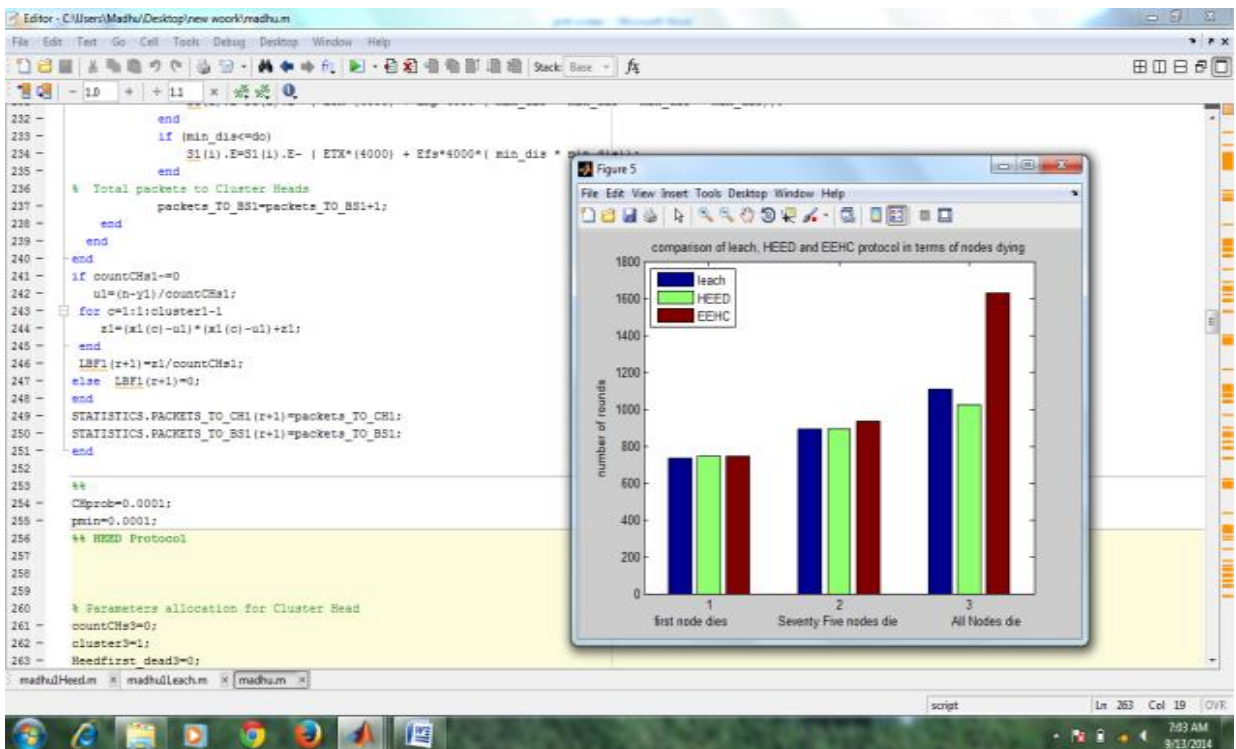 Editor - C:\Users\Madhu\Desktop\new woork\madhu.m
File Edit Text Go Cell Tools Debug Desktop Window Help
Stack: Base
- 1.0 + ÷ 1.1 ×
232 - end
233 - if (min_dis<=do)
234 - S1(i).E=S1(i).E- ( ETX*(4000) + Efs*4000*( min_dis *
235 - end
236 % Total packets to Cluster Heads
237 - packets_TO_BS1=packets_TO_BS1+1;
238 - end
239 - end
240 - end
241 - if countCHs1~=0
242 - u1=(n-y1)/countCHs1;
243 - for c=1:1:cluster1-1
244 - z1=(x1(c)-u1)*(x1(c)-u1)+z1;
245 - end
246 - LBF1(r+1)=z1/countCHs1;
247 - else LBF1(r+1)=0;
248 - end
249 - STATISTICS.PACKETS_TO_CH1(r+1)=packets_TO_CH1;
250 - STATISTICS.PACKETS_TO_BS1(r+1)=packets_TO_BS1;
251 - end
252
253 %%
254 - CHprob=0.0001;
255 - pmin=0.0001;
256 %% HEED Protocol
257
258
259
260 % Parameters allocation for Cluster Head
261 - countCHs3=0;
262 - cluster3=1;
263 - Heedfirst_dead3=0;
Figure 5
File Edit View Insert Tools Desktop Window Help
comparison of leach, HEED and EEHC protocol in terms of nodes dying
1800
1600
1400
1200
1000
800
600
400
200
0
number of rounds
leach
HEED
EEHC
1 2 3
first node dies Seventy Five nodes die All Nodes die
madhu1Heed.m × madhu1Leach.m × madhu.m ×
script Ln 263 Col 19 OVR
7:03 AM
9/13/2014